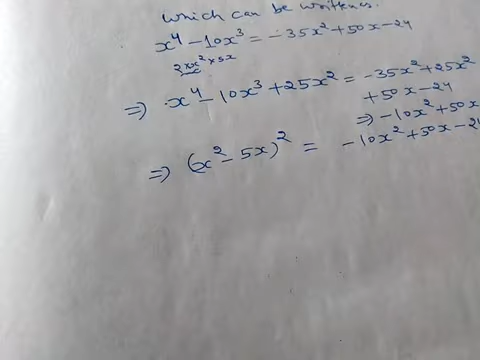 which can be written as.
x⁴ - 10x³ = -35x² + 50x - 24
2 × x² × 5x
⇒ x⁴ - 10x³ + 25x² = -35x² + 25x²
+ 50x - 24
⇒ -10x² + 50x
⇒ (x² - 5x)² = -10x² + 50x - 24